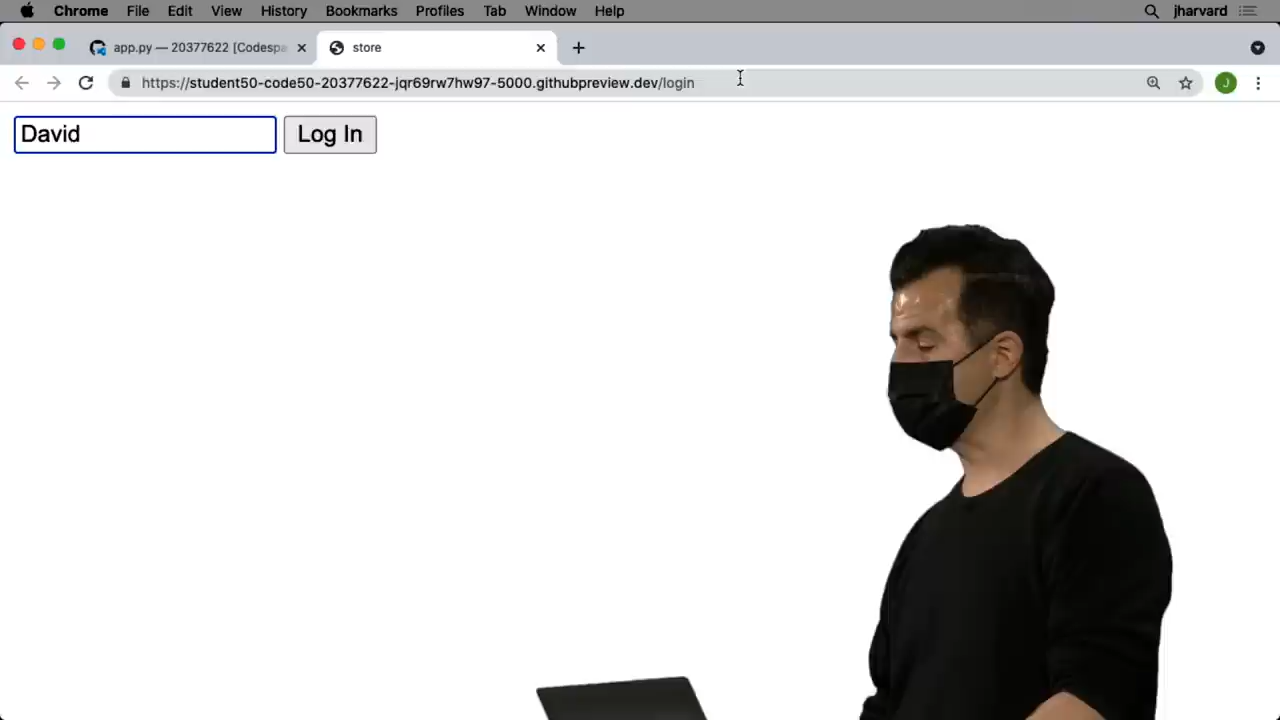 Chrome File Edit View History Bookmarks Profiles Tab Window Help jharvard
app.py — 20377622 [Codespa
store
https://student50-code50-20377622-jqr69rw7hw97-5000.githubpreview.dev/login
J
David
Log In